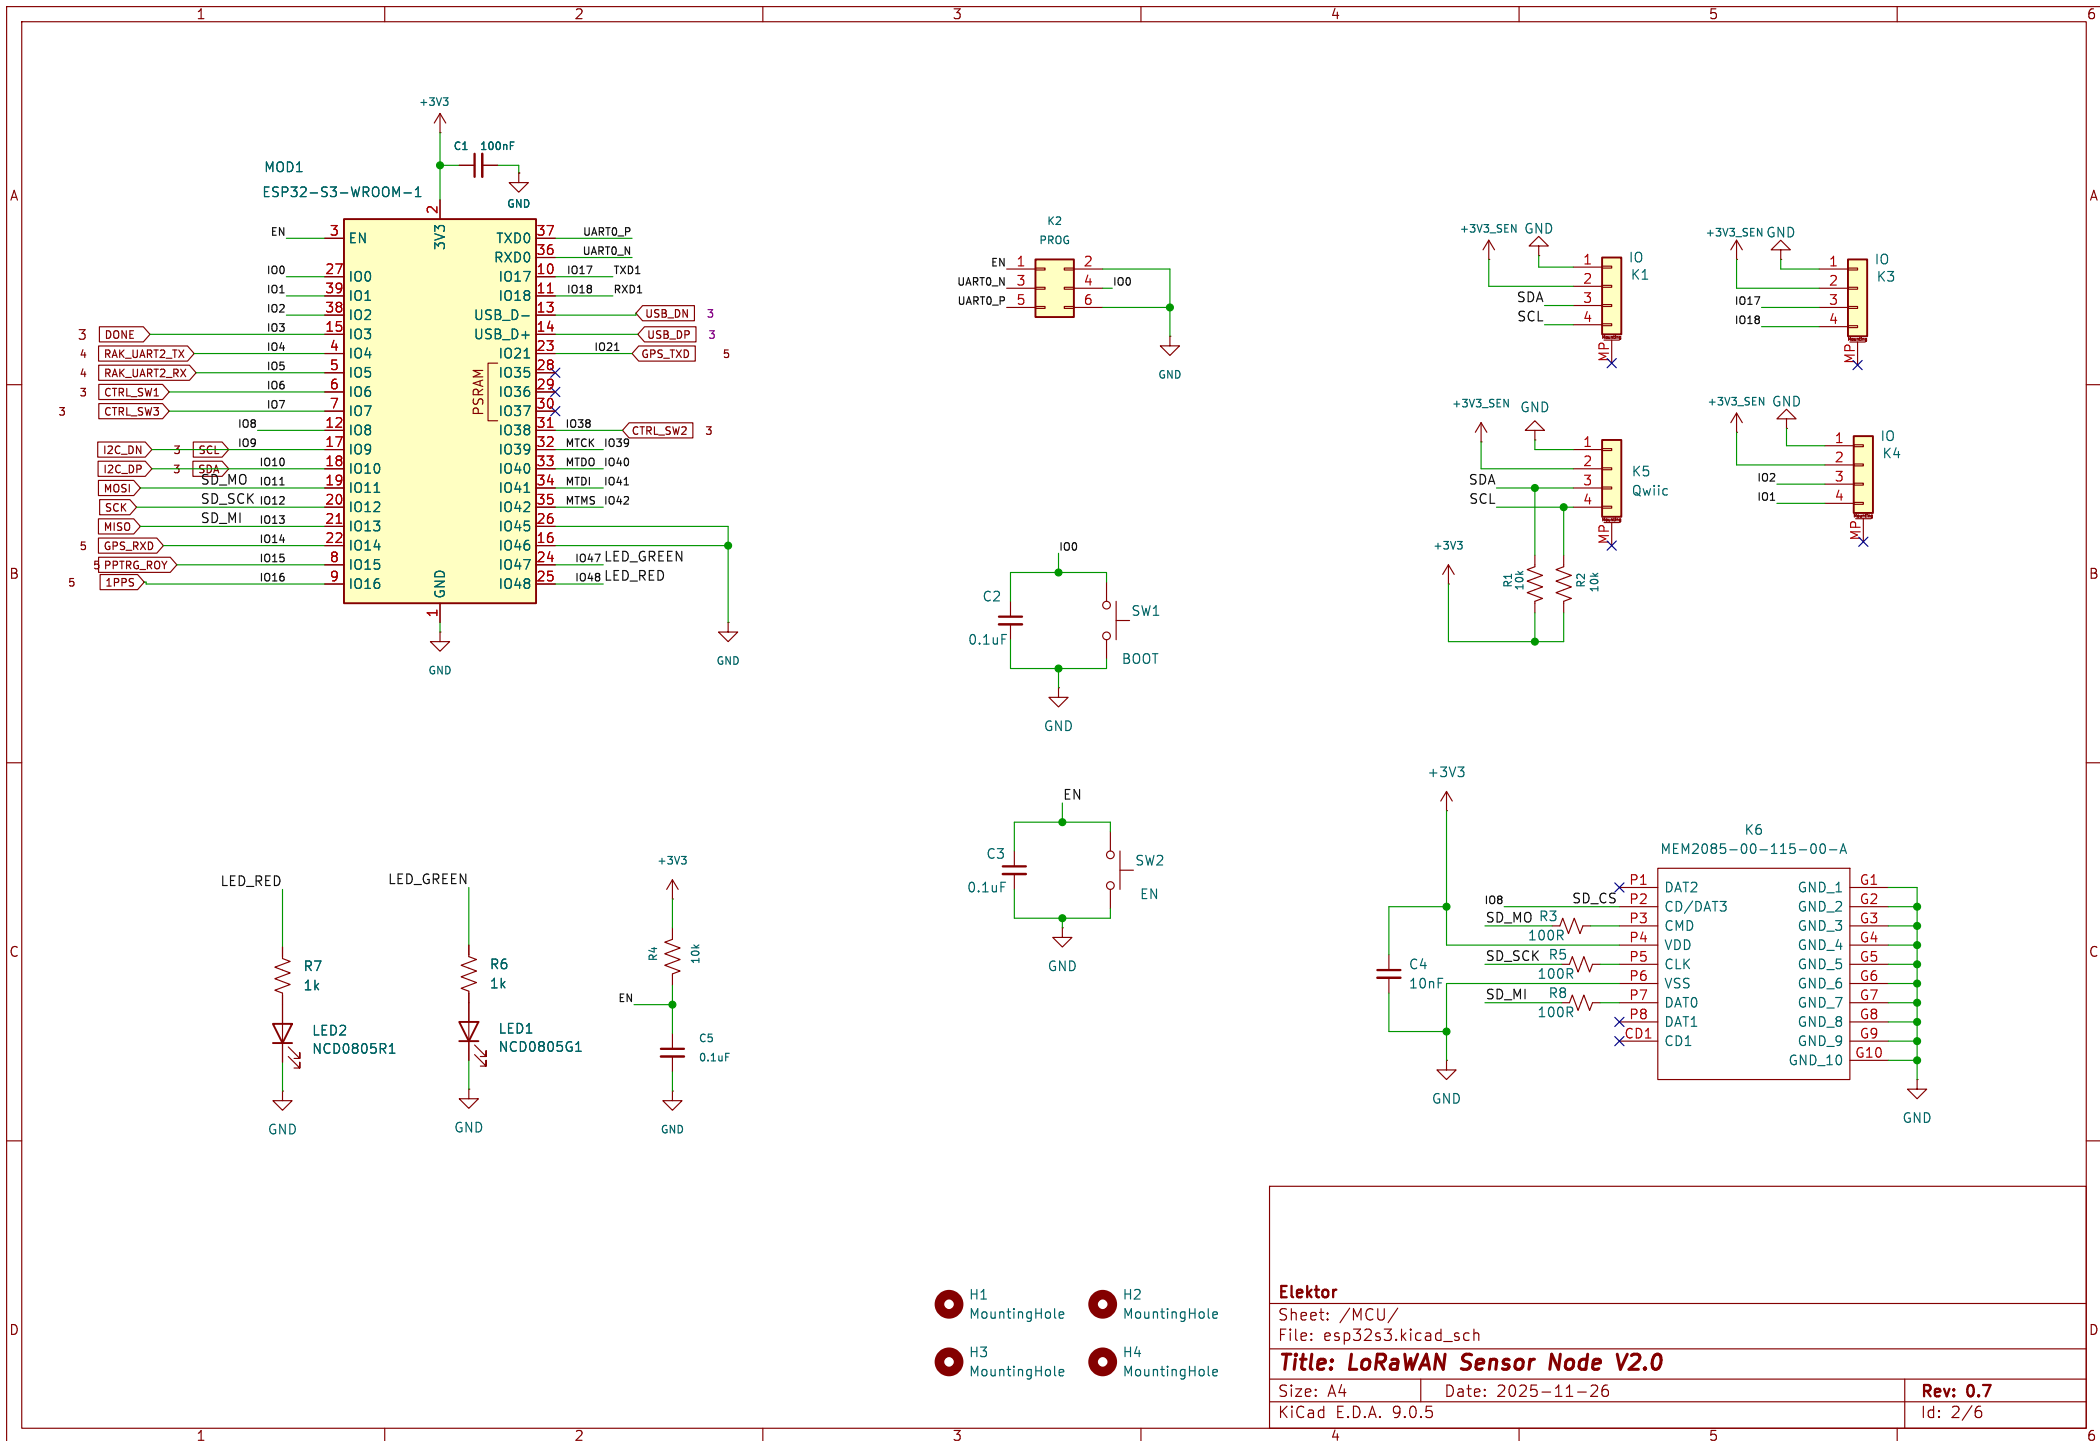 1 2 3 4 5 6
A
B
C
D
+3V3
C1 100nF
GND
MOD1
ESP32-S3-WROOM-1
2
3V3
EN 3 EN
IO0 27 IO0
IO1 39 IO1
IO2 38 IO2
3 DONE IO3 15 IO3
4 RAK_UART2_TX IO4 4 IO4
4 RAK_UART2_RX IO5 5 IO5
3 CTRL_SW1 IO6 6 IO6
3 CTRL_SW3 IO7 7 IO7
IO8 12 IO8
I2C_DN 3 SCL IO9 17 IO9
I2C_DP 3 SDA IO10 18 IO10
MOSI SD_MO IO11 19 IO11
SCK SD_SCK IO12 20 IO12
MISO SD_MI IO13 21 IO13
5 GPS_RXD IO14 22 IO14
5 PPTRG_ROY IO15 8 IO15
5 1PPS IO16 9 IO16
TXD0 37 UART0_P
RXD0 36 UART0_N
IO17 10 IO17 TXD1
IO18 11 IO18 RXD1
USB_D- 13 USB_DN 3
USB_D+ 14 USB_DP 3
IO21 23 IO21 GPS_TXD 5
PSRAM
IO35 28
IO36 29
IO37 30
IO38 31 IO38 CTRL_SW2 3
IO39 32 MTCK IO39
IO40 33 MTDO IO40
IO41 34 MTDI IO41
IO42 35 MTMS IO42
IO45 26
IO46 16
IO47 24 IO47 LED_GREEN
IO48 25 IO48 LED_RED
GND
1
GND
GND
K2
PROG
EN 1 2
UART0_N 3 4 IO0
UART0_P 5 6
GND
+3V3_SEN GND
IO
K1
1
2
SDA 3
SCL 4
MP
+3V3_SEN GND
IO
K3
1
2
IO17 3
IO18 4
MP
+3V3_SEN GND
1
2
SDA 3
SCL 4
K5
Qwiic
MP
+3V3
R1
10k
R2
10k
+3V3_SEN GND
IO
K4
1
2
IO2 3
IO1 4
MP
IO0
C2
0.1uF
SW1
BOOT
GND
EN
C3
0.1uF
SW2
EN
GND
LED_RED
R7
1k
LED2
NCD0805R1
GND
LED_GREEN
R6
1k
LED1
NCD0805G1
GND
+3V3
R4
10k
EN
C5
0.1uF
GND
+3V3
C4
10nF
GND
K6
MEM2085-00-115-00-A
P1 DAT2 GND_1 G1
IO8 SD_CS P2 CD/DAT3 GND_2 G2
SD_MO R3 100R P3 CMD GND_3 G3
P4 VDD GND_4 G4
SD_SCK R5 100R P5 CLK GND_5 G5
P6 VSS GND_6 G6
SD_MI R8 100R P7 DAT0 GND_7 G7
P8 DAT1 GND_8 G8
CD1 CD1 GND_9 G9
GND_10 G10
GND
H1
MountingHole
H2
MountingHole
H3
MountingHole
H4
MountingHole
Elektor
Sheet: /MCU/
File: esp32s3.kicad_sch
Title: LoRaWAN Sensor Node V2.0
Size: A4 Date: 2025-11-26 Rev: 0.7
KiCad E.D.A. 9.0.5 Id: 2/6
A
B
C
D
1 2 3 4 5 6